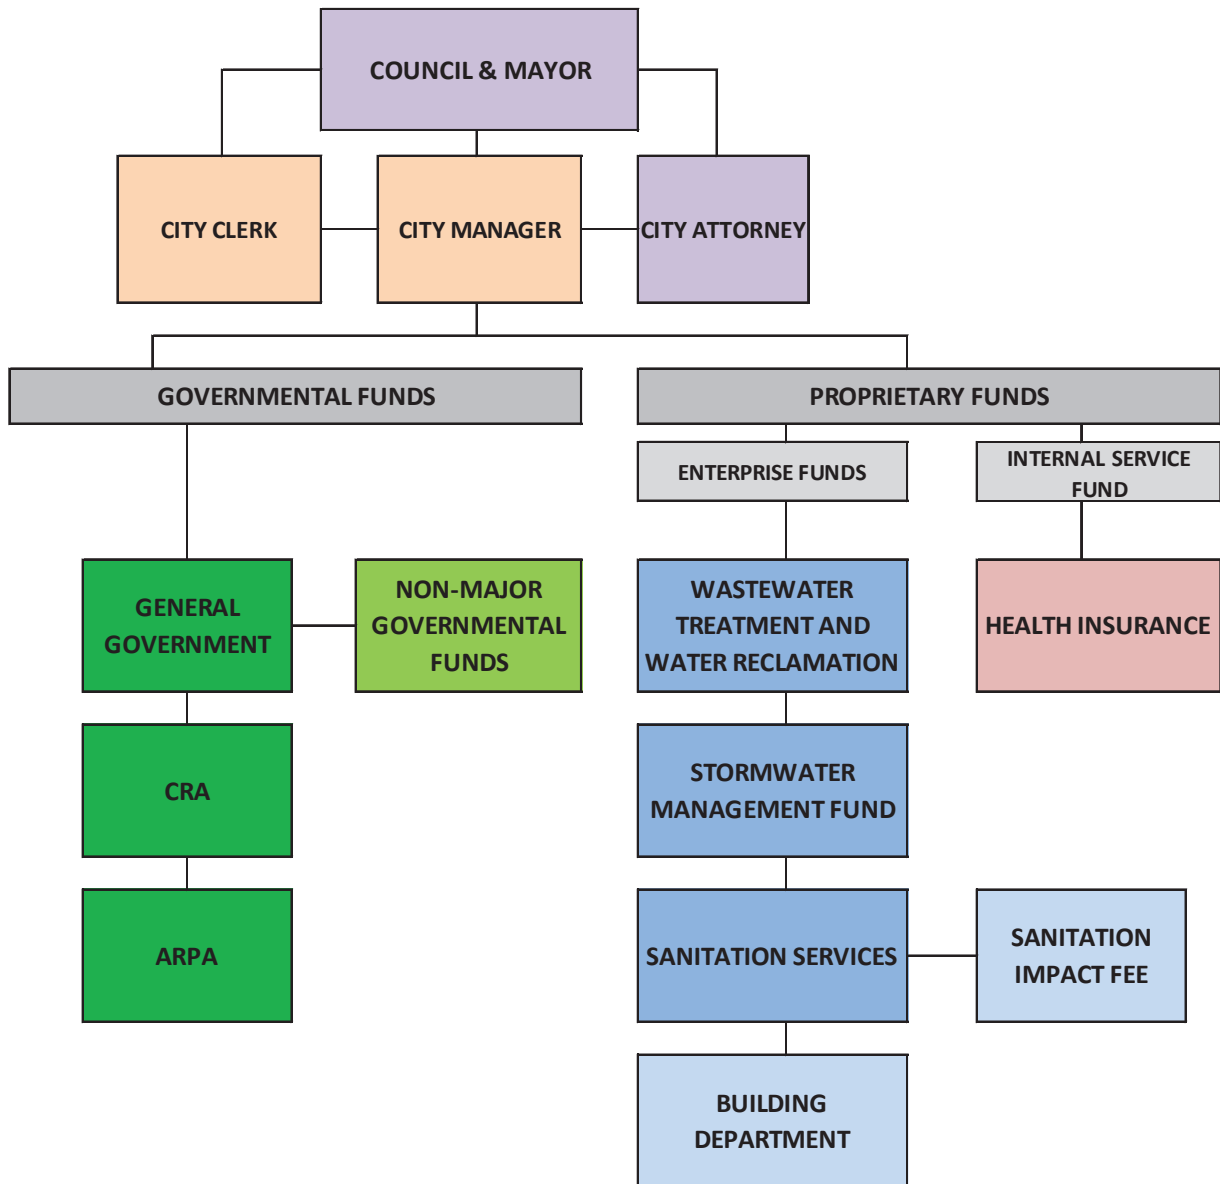 COUNCIL & MAYOR
CITY CLERK
CITY MANAGER
CITY ATTORNEY
GOVERNMENTAL FUNDS
PROPRIETARY FUNDS
ENTERPRISE FUNDS
INTERNAL SERVICE
FUND
GENERAL
GOVERNMENT
NON-MAJOR
GOVERNMENTAL
FUNDS
WASTEWATER
TREATMENT AND
WATER RECLAMATION
HEALTH INSURANCE
CRA
STORMWATER
MANAGEMENT FUND
ARPA
SANITATION SERVICES
SANITATION
IMPACT FEE
BUILDING
DEPARTMENT